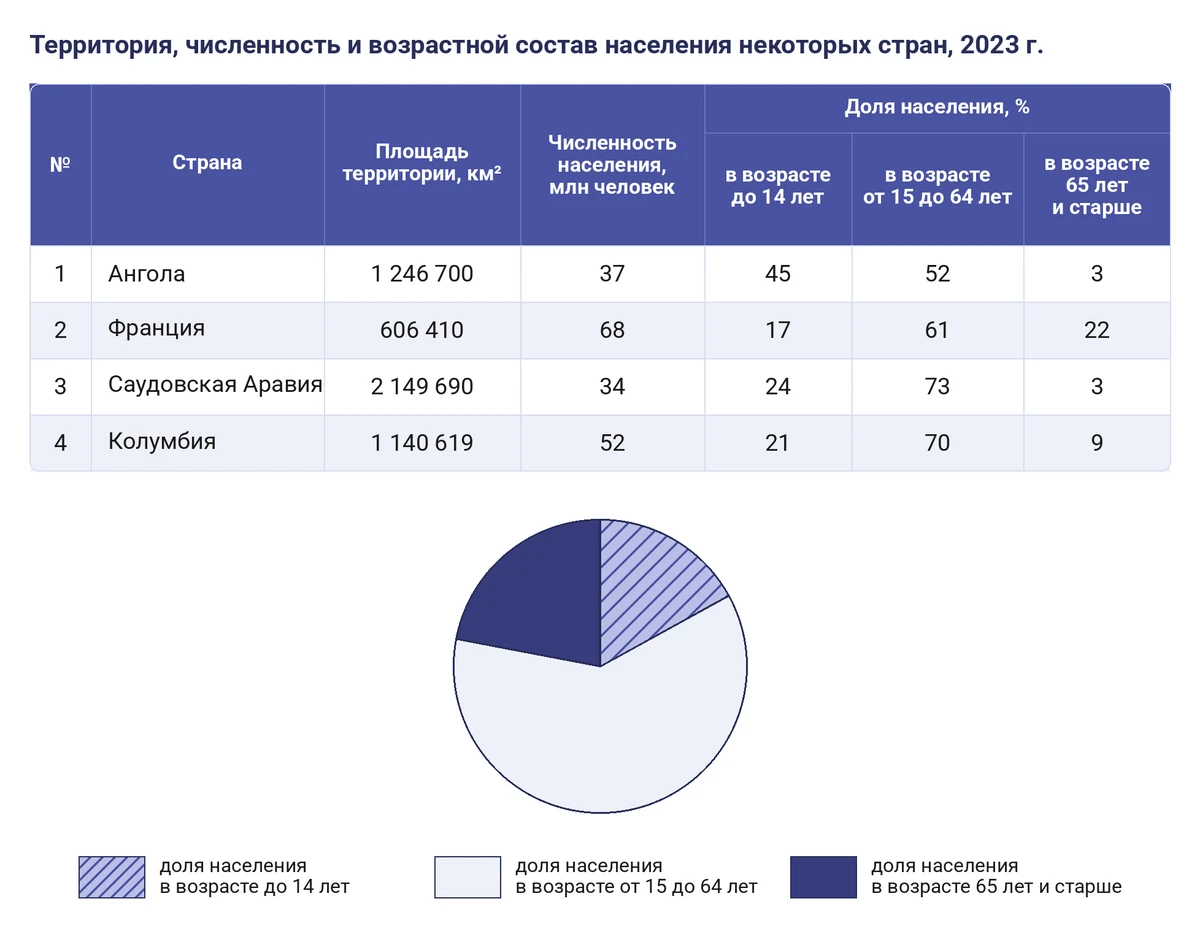 Территория, численность и возрастной состав населения некоторых стран, 2023 г.
№
Страна
Площадь
территории, км²
Численность
населения,
млн человек
Доля населения, %
в возрасте
до 14 лет
в возрасте
от 15 до 64 лет
в возрасте
65 лет
и старше
1 Ангола 1 246 700 37 45 52 3
2 Франция 606 410 68 17 61 22
3 Саудовская Аравия 2 149 690 34 24 73 3
4 Колумбия 1 140 619 52 21 70 9
доля населения
в возрасте до 14 лет
доля населения
в возрасте от 15 до 64 лет
доля населения
в возрасте 65 лет и старше